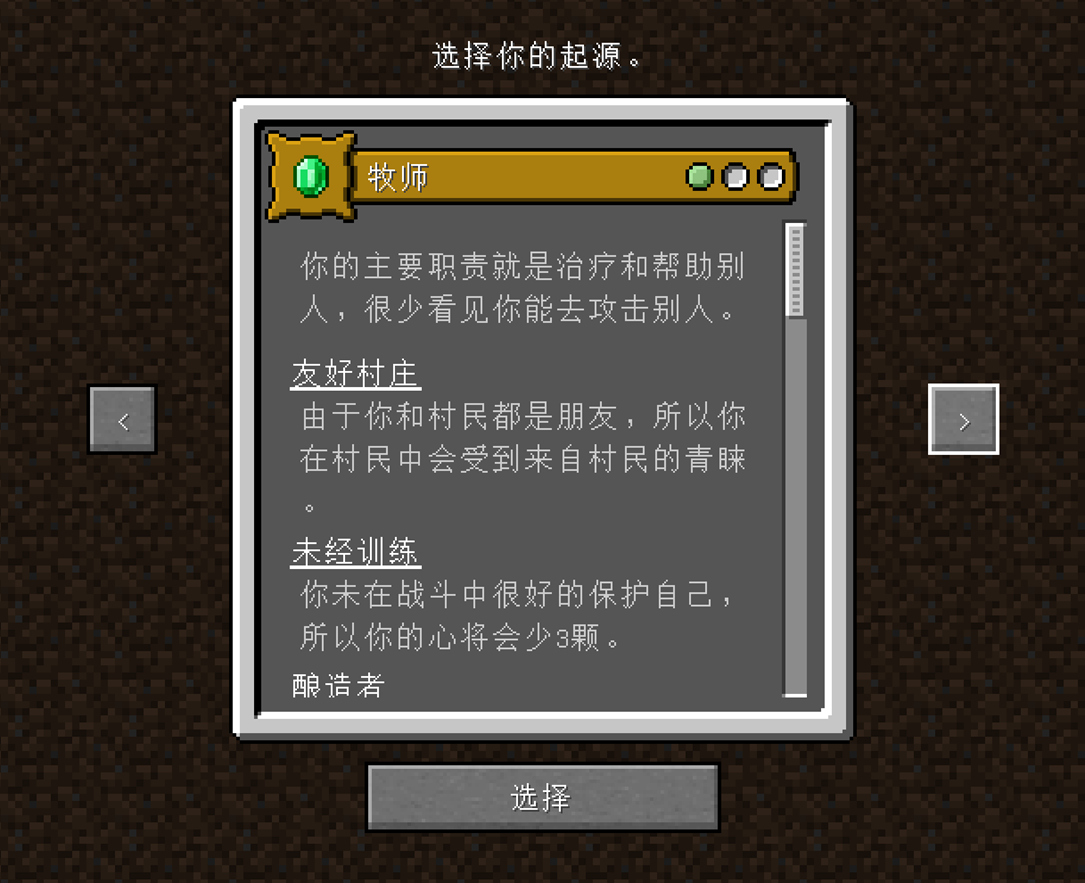 选择你的起源。
牧师
你的主要职责就是治疗和帮助别
人，很少看见你能去攻击别人。
友好村庄
由于你和村民都是朋友，所以你
在村民中会受到来自村民的青睐
。
未经训练
你未在战斗中很好的保护自己，
所以你的心将会少3颗。
酿造者
<
>
选择